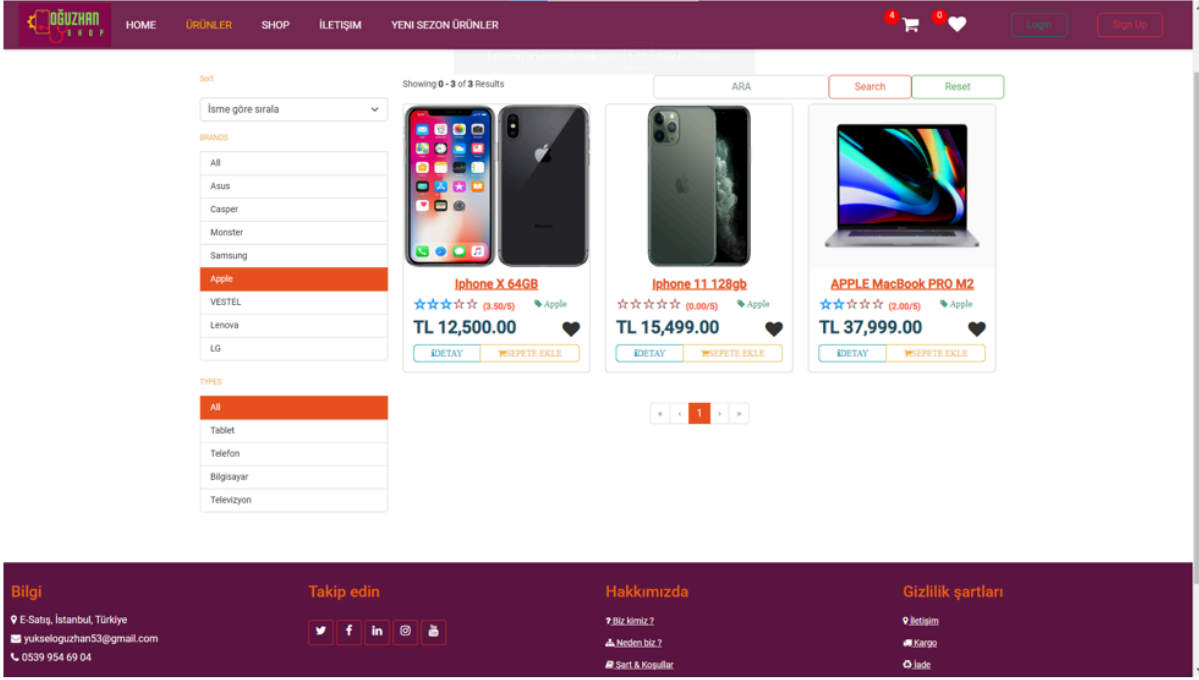 OĞUZHAN
SHOP
HOME
ÜRÜNLER
SHOP
İLETIŞIM
YENI SEZON ÜRÜNLER
4
0
Login
Sign Up
Sort
İsme göre sırala
BRANDS
All
Asus
Casper
Monster
Samsung
Apple
VESTEL
Lenova
LG
TYPES
All
Tablet
Telefon
Bilgisayar
Televizyon
Showing 0 - 3 of 3 Results
ARA
Search
Reset
iPhone
Iphone X 64GB
(3.50/5)
Apple
TL 12,500.00
DETAY
SEPETE EKLE
Iphone 11 128gb
(0.00/5)
Apple
TL 15,499.00
DETAY
SEPETE EKLE
APPLE MacBook PRO M2
(2.00/5)
Apple
TL 37,999.00
DETAY
SEPETE EKLE
« ‹ 1 › »
Bilgi
E-Satış, İstanbul, Türkiye
yukseloguzhan53@gmail.com
0539 954 69 04
Takip edin
Hakkımızda
Biz kimiz ?
Neden biz ?
Şart & Koşullar
Gizlilik şartları
İletişim
Kargo
İade